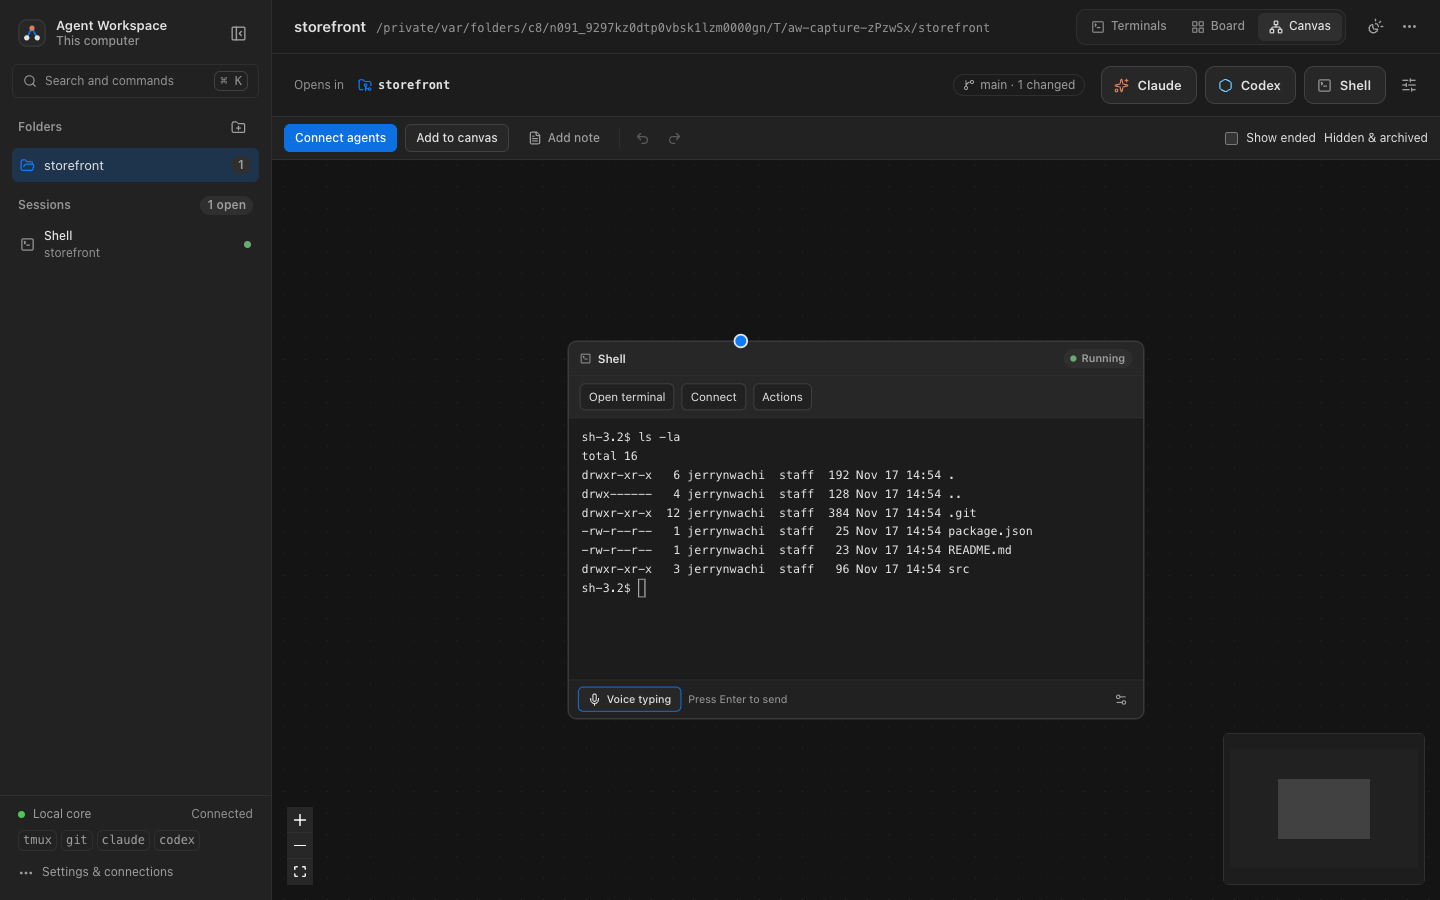 Agent Workspace
This computer
Search and commands ⌘ K
Folders
storefront 1
Sessions 1 open
Shell
storefront
Local core Connected
tmux git claude codex
Settings & connections
storefront /private/var/folders/c8/n091_9297kz0dtp0vbsk1lzm0000gn/T/aw-capture-zPzwSx/storefront
Terminals Board Canvas
Opens in storefront main · 1 changed Claude Codex Shell
Connect agents Add to canvas Add note Show ended Hidden & archived
Shell Running
Open terminal Connect Actions
sh-3.2$ ls -la
total 16
drwxr-xr-x   6 jerrynwachi  staff  192 Nov 17 14:54 .
drwx------   4 jerrynwachi  staff  128 Nov 17 14:54 ..
drwxr-xr-x  12 jerrynwachi  staff  384 Nov 17 14:54 .git
-rw-r--r--   1 jerrynwachi  staff   25 Nov 17 14:54 package.json
-rw-r--r--   1 jerrynwachi  staff   23 Nov 17 14:54 README.md
drwxr-xr-x   3 jerrynwachi  staff   96 Nov 17 14:54 src
sh-3.2$
Voice typing Press Enter to send